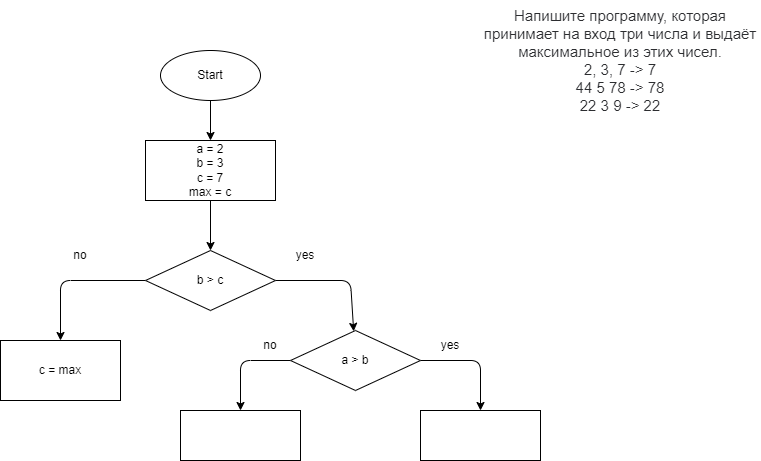 Напишите программу, которая
принимает на вход три числа и выдаёт
максимальное из этих чисел.
2, 3, 7 -> 7
44 5 78 -> 78
22 3 9 -> 22
Start
a = 2
b = 3
c = 7
max = c
no
yes
b > c
no
yes
a > b
c = max